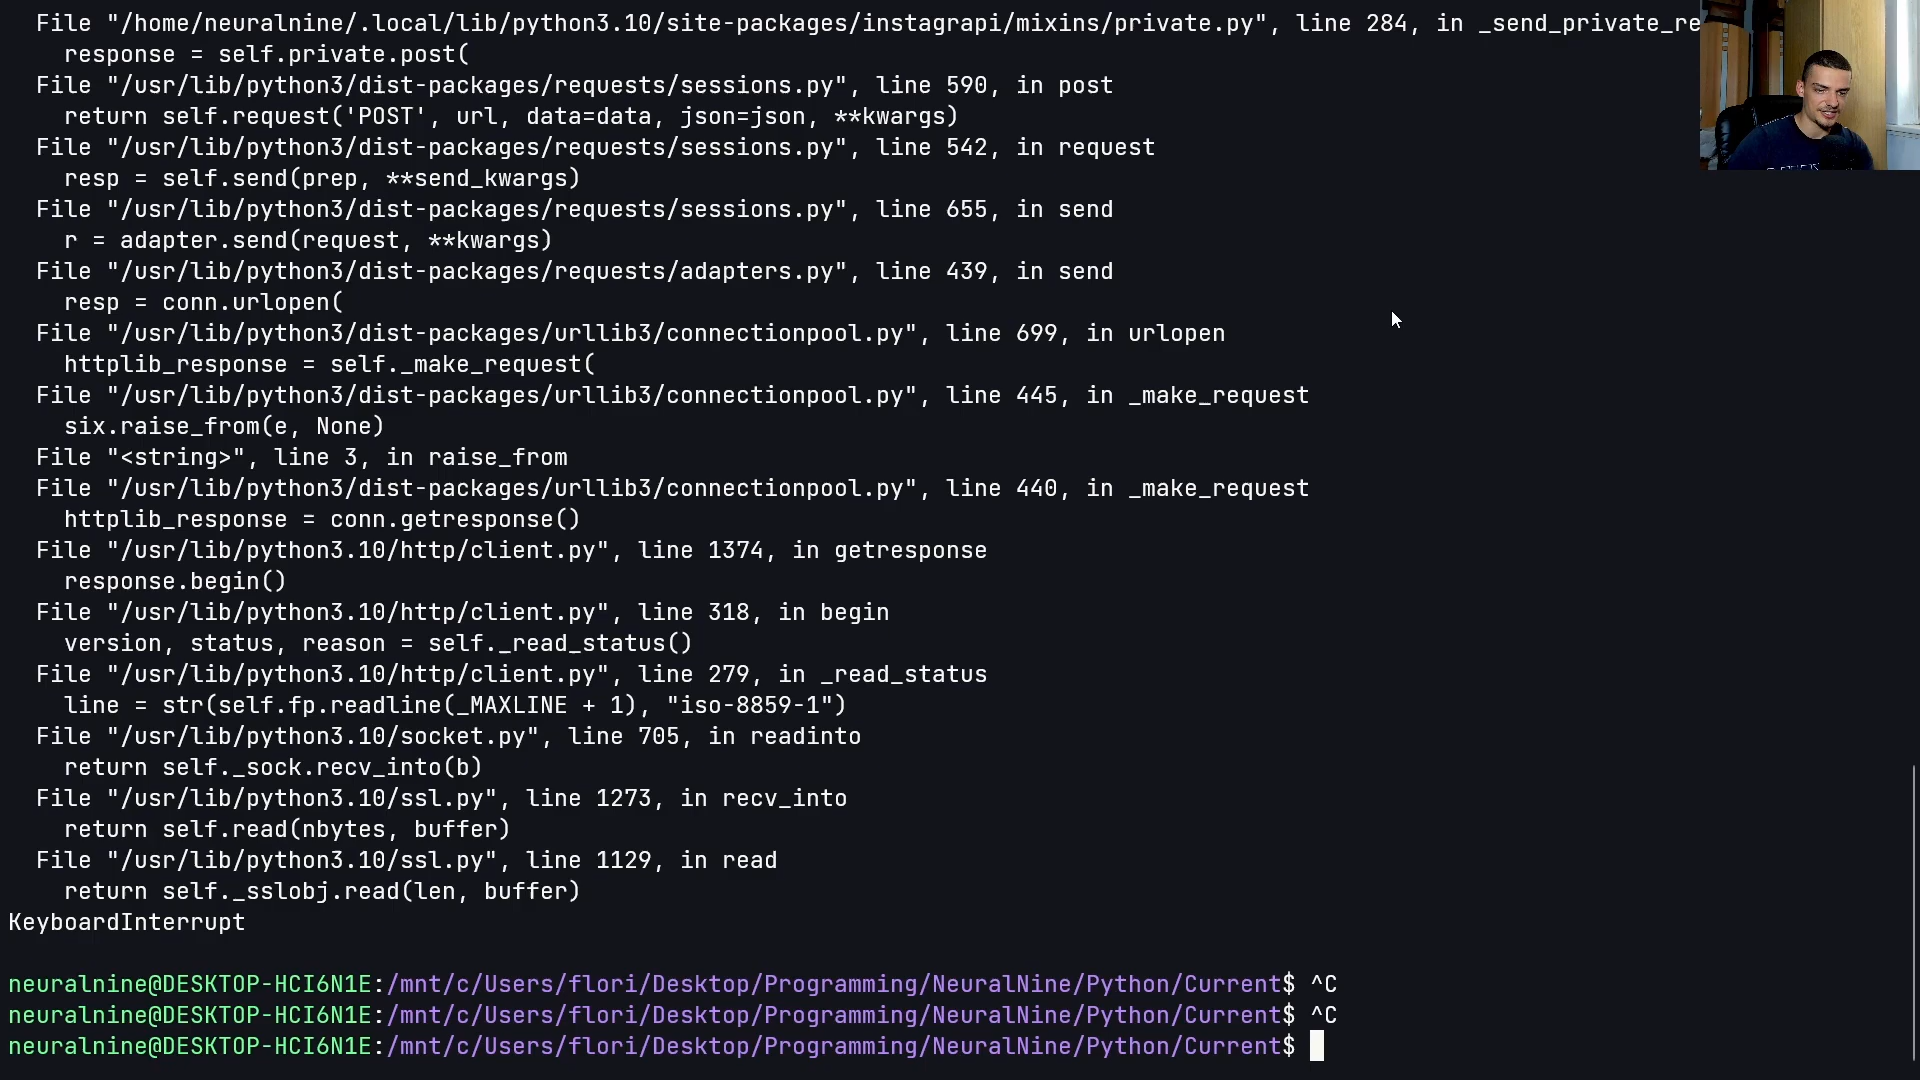 File "/home/neuralnine/.local/lib/python3.10/site-packages/instagrapi/mixins/private.py", line 284, in _send_private_re
response = self.private.post(
File "/usr/lib/python3/dist-packages/requests/sessions.py", line 590, in post
return self.request('POST', url, data=data, json=json, **kwargs)
File "/usr/lib/python3/dist-packages/requests/sessions.py", line 542, in request
resp = self.send(prep, **send_kwargs)
File "/usr/lib/python3/dist-packages/requests/sessions.py", line 655, in send
r = adapter.send(request, **kwargs)
File "/usr/lib/python3/dist-packages/requests/adapters.py", line 439, in send
resp = conn.urlopen(
File "/usr/lib/python3/dist-packages/urllib3/connectionpool.py", line 699, in urlopen
httplib_response = self._make_request(
File "/usr/lib/python3/dist-packages/urllib3/connectionpool.py", line 445, in _make_request
six.raise_from(e, None)
File "<string>", line 3, in raise_from
File "/usr/lib/python3/dist-packages/urllib3/connectionpool.py", line 440, in _make_request
httplib_response = conn.getresponse()
File "/usr/lib/python3.10/http/client.py", line 1374, in getresponse
response.begin()
File "/usr/lib/python3.10/http/client.py", line 318, in begin
version, status, reason = self._read_status()
File "/usr/lib/python3.10/http/client.py", line 279, in _read_status
line = str(self.fp.readline(_MAXLINE + 1), "iso-8859-1")
File "/usr/lib/python3.10/socket.py", line 705, in readinto
return self._sock.recv_into(b)
File "/usr/lib/python3.10/ssl.py", line 1273, in recv_into
return self.read(nbytes, buffer)
File "/usr/lib/python3.10/ssl.py", line 1129, in read
return self._sslobj.read(len, buffer)
KeyboardInterrupt
neuralnine@DESKTOP-HCI6N1E:/mnt/c/Users/flori/Desktop/Programming/NeuralNine/Python/Current$ ^C
neuralnine@DESKTOP-HCI6N1E:/mnt/c/Users/flori/Desktop/Programming/NeuralNine/Python/Current$ ^C
neuralnine@DESKTOP-HCI6N1E:/mnt/c/Users/flori/Desktop/Programming/NeuralNine/Python/Current$